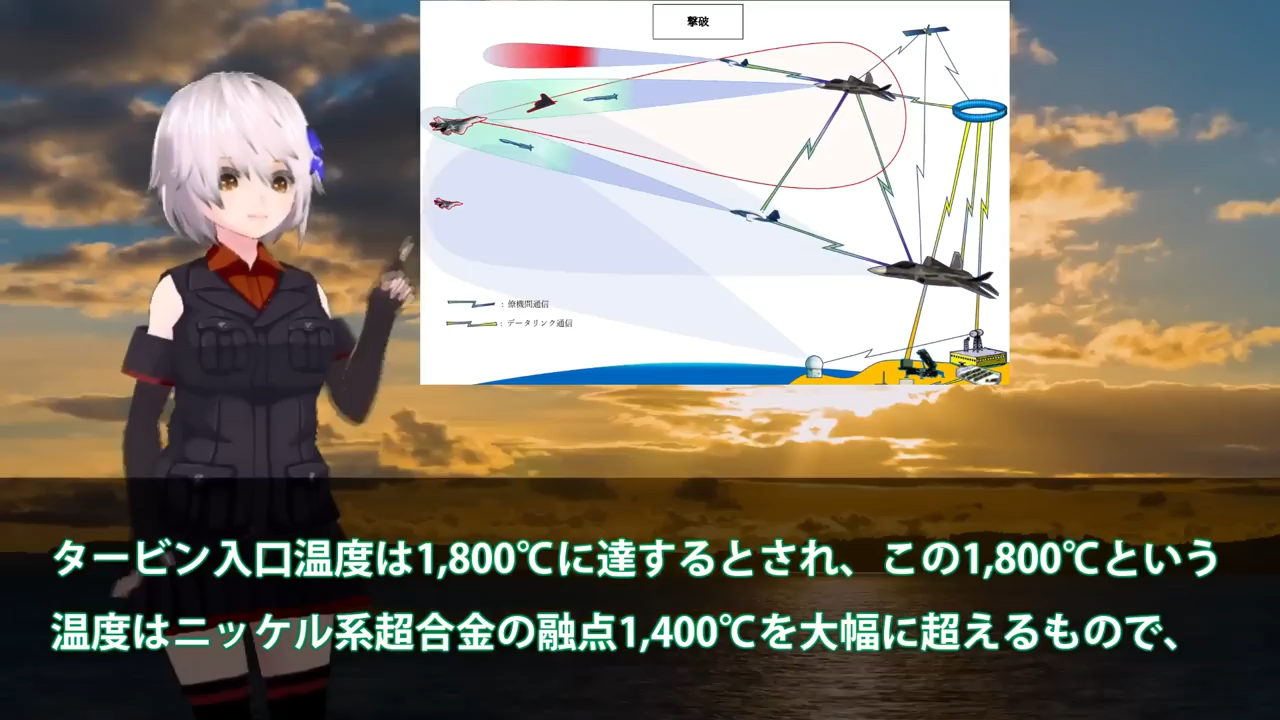 撃破
：僚機間通信
：データリンク通信
タービン入口温度は1,800℃に達するとされ、この1,800℃という
温度はニッケル系超合金の融点1,400℃を大幅に超えるもので、